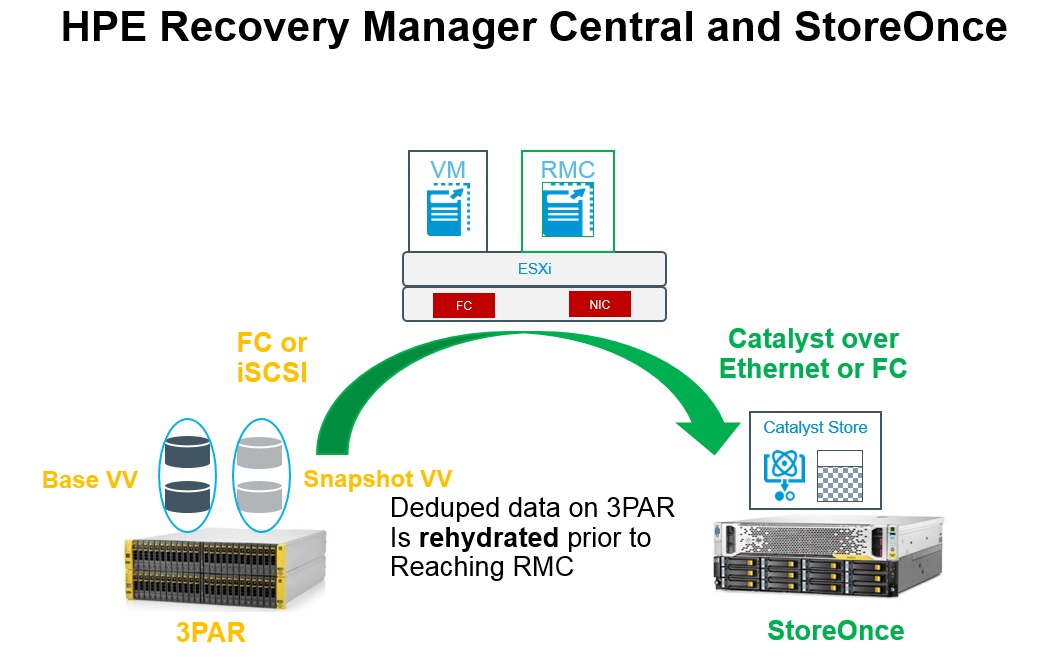 HPE Recovery Manager Central and StoreOnce
VM
RMC
ESXi
FC
NIC
FC or
iSCSI
Catalyst over
Ethernet or FC
Catalyst Store
Base VV
Snapshot VV
Deduped data on 3PAR
Is rehydrated prior to
Reaching RMC
3PAR
StoreOnce